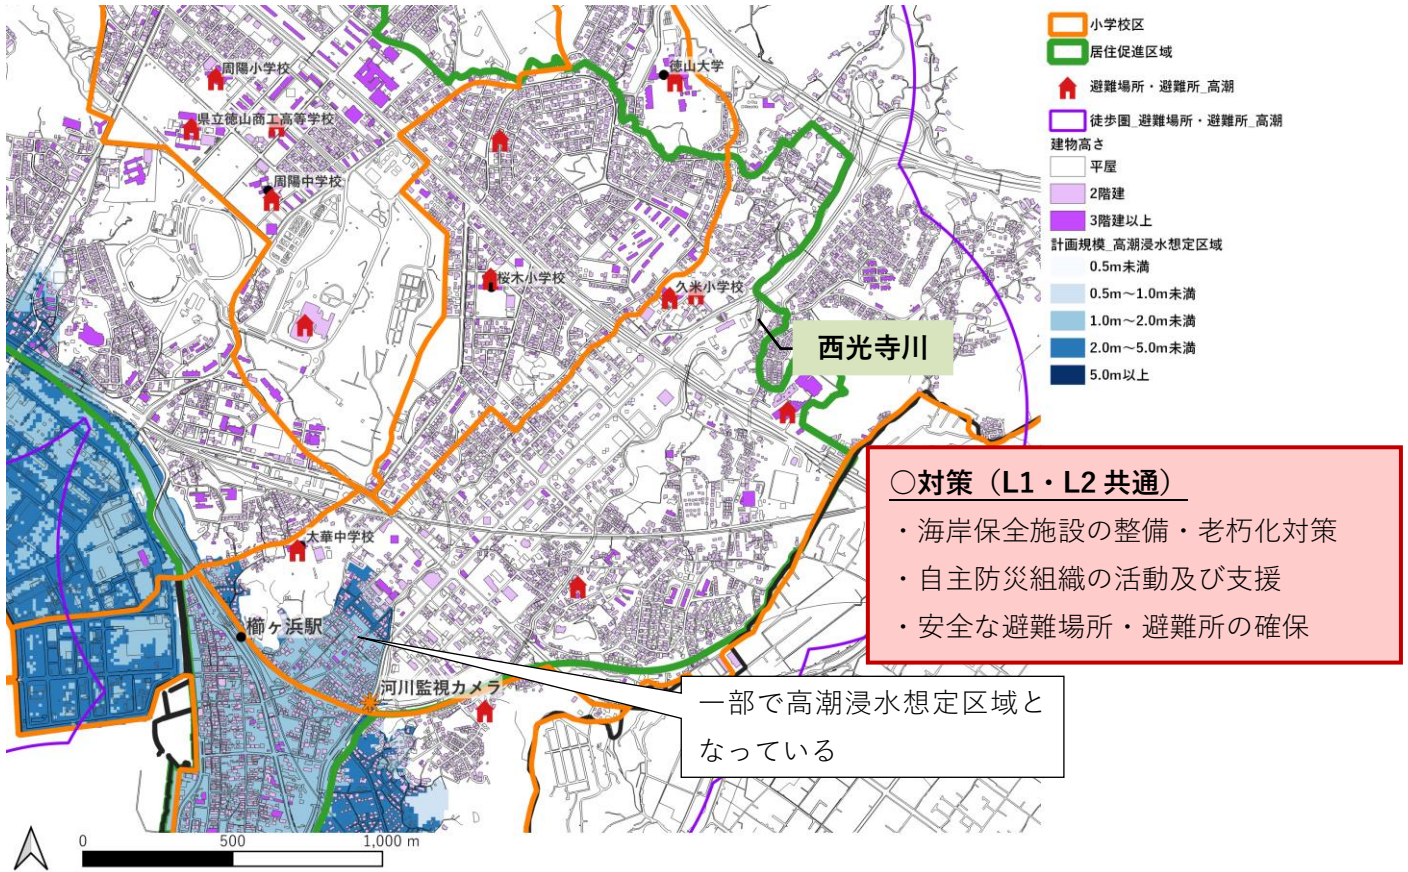 周陽小学校
徳山大学
県立徳山商工高等学校
周陽中学校
桜木小学校
久米小学校
西光寺川
太華中学校
櫛ヶ浜駅
河川監視カメラ
一部で高潮浸水想定区域と
なっている
小学校区
居住促進区域
避難場所・避難所_高潮
徒歩圏_避難場所・避難所_高潮
建物高さ
平屋
2階建
3階建以上
計画規模_高潮浸水想定区域
0.5m未満
0.5m～1.0m未満
1.0m～2.0m未満
2.0m～5.0m未満
5.0m以上
○対策（L1・L2 共通）
・海岸保全施設の整備・老朽化対策
・自主防災組織の活動及び支援
・安全な避難場所・避難所の確保
0 500 1,000 m